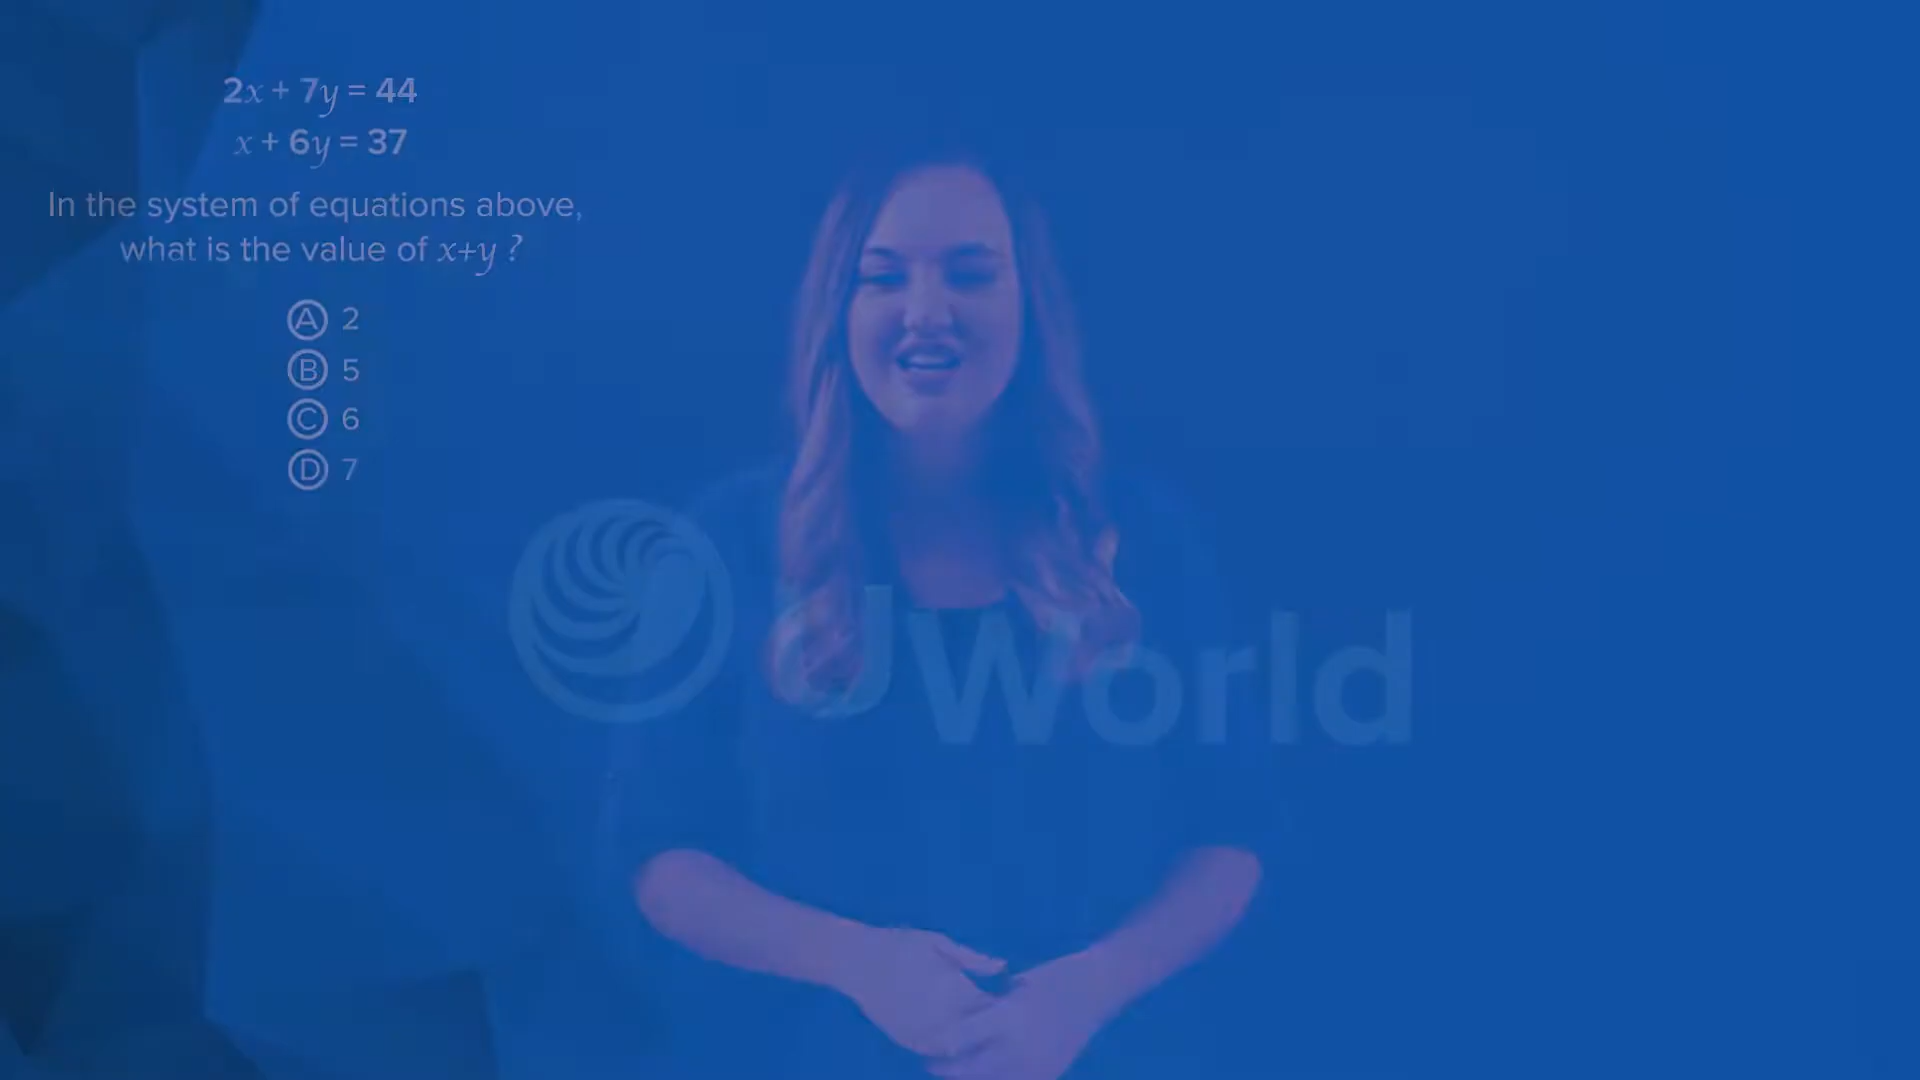 2x + 7y = 44
x + 6y = 37
In the system of equations above,
what is the value of x+y ?
A 2
B 5
C 6
D 7
UWorld